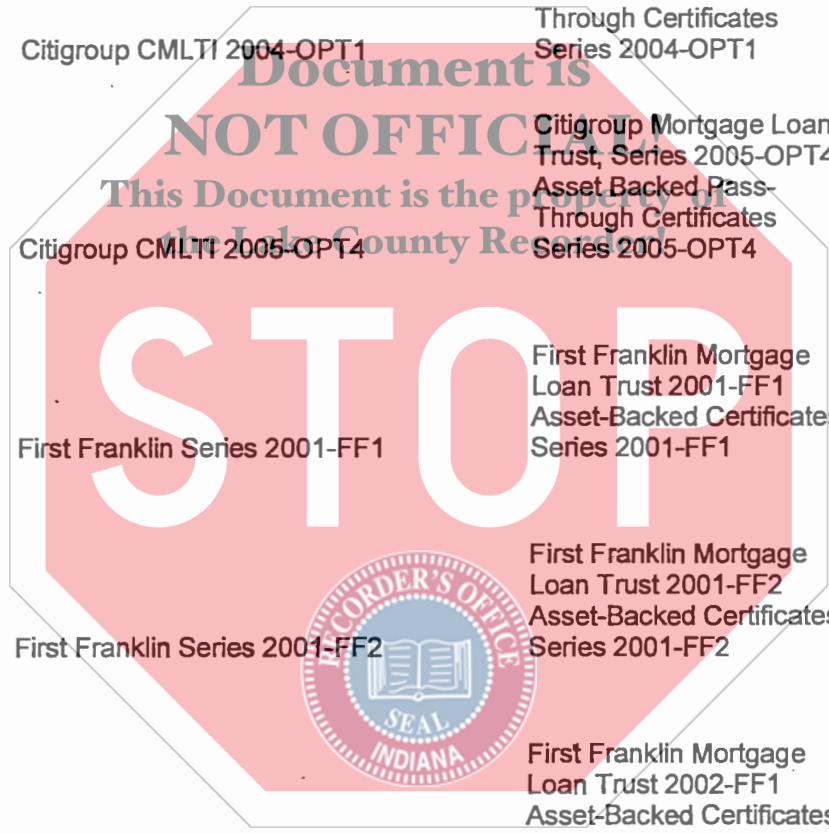 Through Certificates
Citigroup CMLTI 2004-OPT1
Series 2004-OPT1
Document is
NOT OFFICIAL!
Citigroup Mortgage Loan
Trust, Series 2005-OPT4
This Document is the property of
Asset Backed Pass-
Through Certificates
the Lake County Recorder!
Citigroup CMLTI 2005-OPT4
Series 2005-OPT4
STOP
First Franklin Mortgage
Loan Trust 2001-FF1
Asset-Backed Certificates
First Franklin Series 2001-FF1
Series 2001-FF1
First Franklin Mortgage
Loan Trust 2001-FF2
Asset-Backed Certificates
First Franklin Series 2001-FF2
Series 2001-FF2
RECORDER'S OFFICE
SEAL
INDIANA
First Franklin Mortgage
Loan Trust 2002-FF1
Asset-Backed Certificates